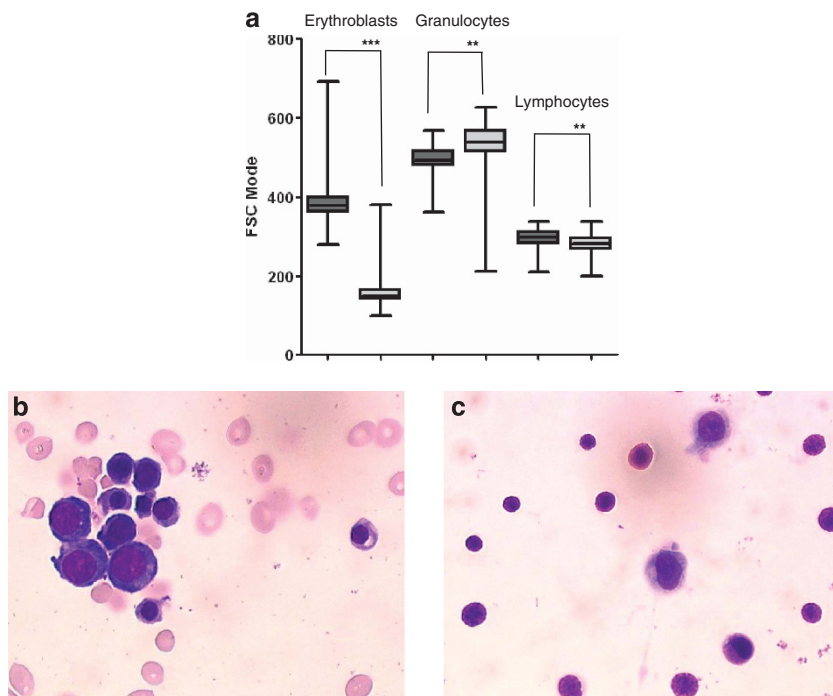 a
Erythroblasts
Granulocytes
Lymphocytes
***
**
**
FSC Mode
800
600
400
200
0
b
c